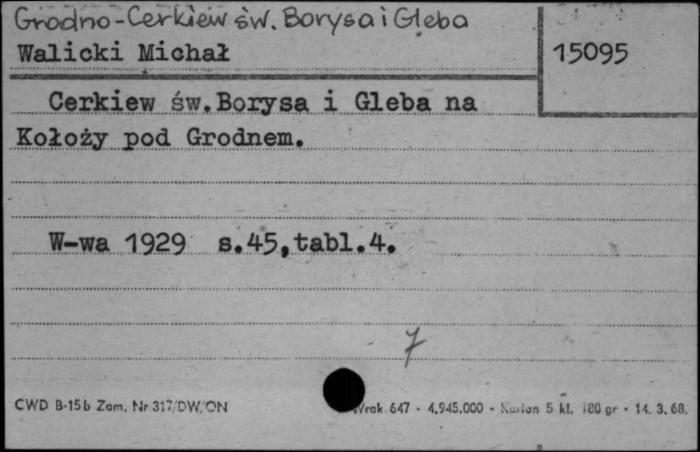 Grodno-Cerkiew św. Borysa i Gleba
Walicki Michał
15095
Cerkiew św.Borysa i Gleba na
Kołoży pod Grodnem.
W-wa 1929 s.45,tabl.4.
7
CWD B-15b Zam. Nr 317/DW/ON
647 - 4.945.000 - Karton 5 kl. 180 gr - 14. 3. 68.